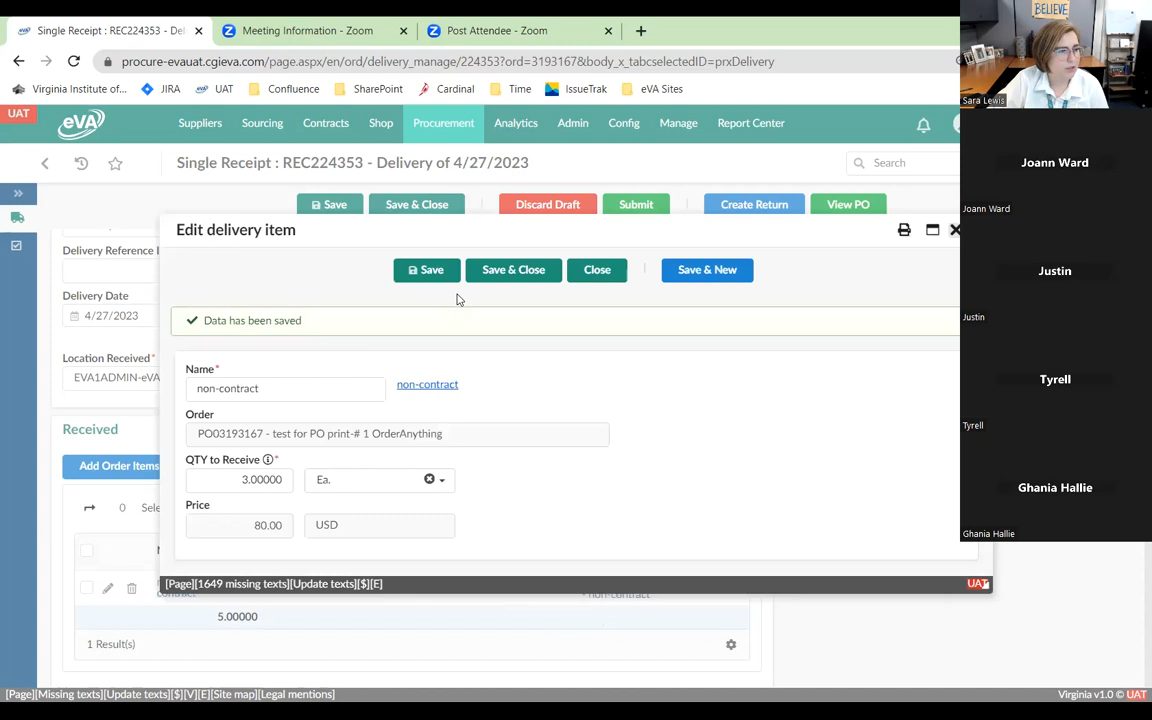 Single Receipt : REC224353 - Del
Meeting Information - Zoom
Post Attendee - Zoom
procure-evauat.cgieva.com/page.aspx/en/ord/delivery_manage/224353?ord=3193167&body_x_tabcselectedID=prxDelivery
Virginia Institute of... JIRA UAT Confluence SharePoint Cardinal Time IssueTrak eVA Sites
UAT
eVA
Suppliers Sourcing Contracts Shop Procurement Analytics Admin Config Manage Report Center
Single Receipt : REC224353 - Delivery of 4/27/2023
Search
Save Save & Close Discard Draft Submit Create Return View PO
Edit delivery item
Delivery Reference
Save Save & Close Close Save & New
Delivery Date
4/27/2023
Data has been saved
Location Received*
EVA1ADMIN-eVA
Name*
non-contract
non-contract
Order
PO03193167 - test for PO print-# 1 OrderAnything
Received
QTY to Receive *
Add Order Items
3.00000 Ea.
Price
0 Sele
80.00 USD
[Page][1649 missing texts][Update texts][$][E]
UAT
- non-contract
5.00000
1 Result(s)
[Page][Missing texts][Update texts][$][V][E][Site map][Legal mentions]
Virginia v1.0 © UAT
BELIEVE
Sara Lewis
Joann Ward
Joann Ward
Justin
Justin
Tyrell
Tyrell
Ghania Hallie
Ghania Hallie